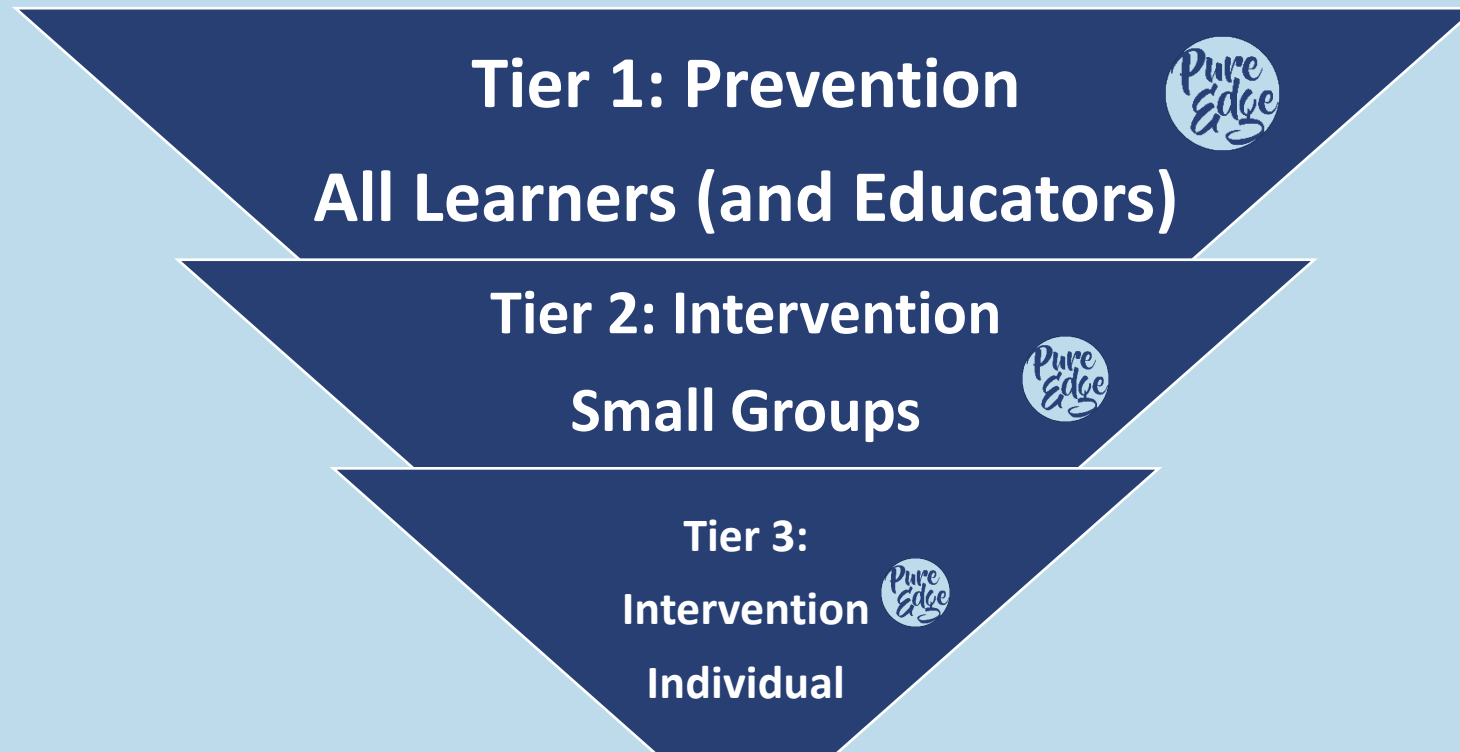 Tier 1: Prevention
Pure
Edge
All Learners (and Educators)
Tier 2: Intervention
Pure
Edge
Small Groups
Tier 3:
Intervention
Pure
Edge
Individual